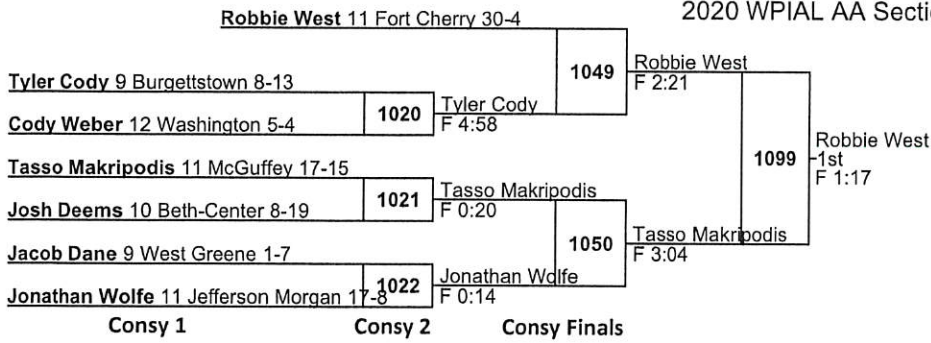 2020 WPIAL AA Secti
Robbie West 11 Fort Cherry 30-4
1049
Robbie West
F 2:21
Tyler Cody 9 Burgettstown 8-13
1020
Tyler Cody
F 4:58
Cody Weber 12 Washington 5-4
1099
Robbie West
1st
F 1:17
Tasso Makripodis 11 McGuffey 17-15
1021
Tasso Makripodis
F 0:20
Josh Deems 10 Beth-Center 8-19
1050
Tasso Makripodis
F 3:04
Jacob Dane 9 West Greene 1-7
1022
Jonathan Wolfe
F 0:14
Jonathan Wolfe 11 Jefferson Morgan 17-8
Consy 1 Consy 2 Consy Finals